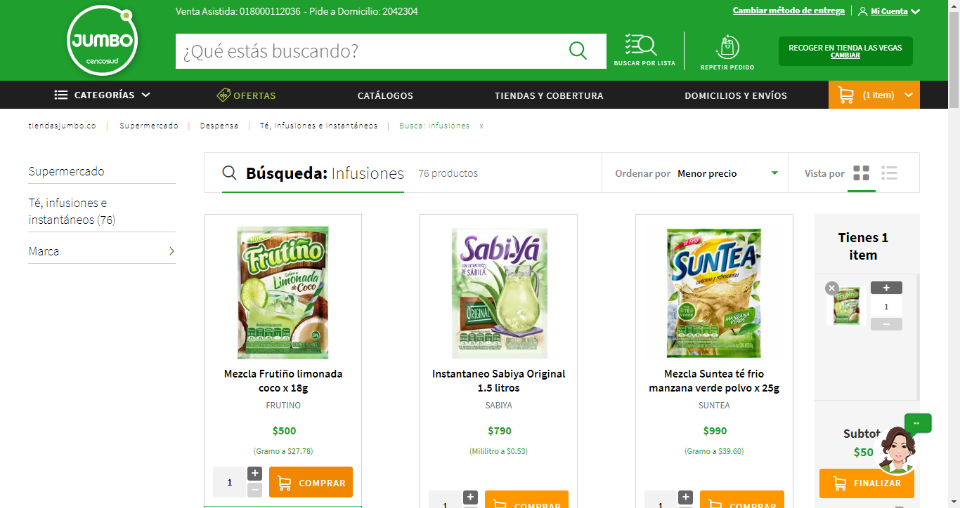 Venta Asistida: 018000112036 - Pide a Domicilio: 2042304
Cambiar método de entrega
Mi Cuenta
JUMBO
cencosud
¿Qué estás buscando?
BUSCAR POR LISTA
REPETIR PEDIDO
RECOGER EN TIENDA LAS VEGAS
CAMBIAR
CATEGORÍAS
OFERTAS
CATÁLOGOS
TIENDAS Y COBERTURA
DOMICILIOS Y ENVÍOS
(1 item)
tiendasjumbo.co | Supermercado | Despensa | Té, infusiones e instantáneos | Busca: infusiones x
Supermercado
Té, infusiones e
instantáneos (76)
Marca
Búsqueda: Infusiones
76 productos
Ordenar por Menor precio
Vista por
Frutiño
Limonada
de Coco
Mezcla Frutiño limonada
coco x 18g
FRUTINO
$500
(Gramo a $27.78)
1
+
COMPRAR
Sabi-Yá
DE SABILA
ORIGINAL
Instantaneo Sabiya Original
1.5 litros
SABIYA
$790
(Mililitro a $0.53)
1
+
COMPRAR
SUNTEA
MANZANA
Mezcla Suntea té frio
manzana verde polvo x 25g
SUNTEA
$990
(Gramo a $39.60)
1
+
COMPRAR
Tienes 1
item
+
1
Subtot
$50
FINALIZAR